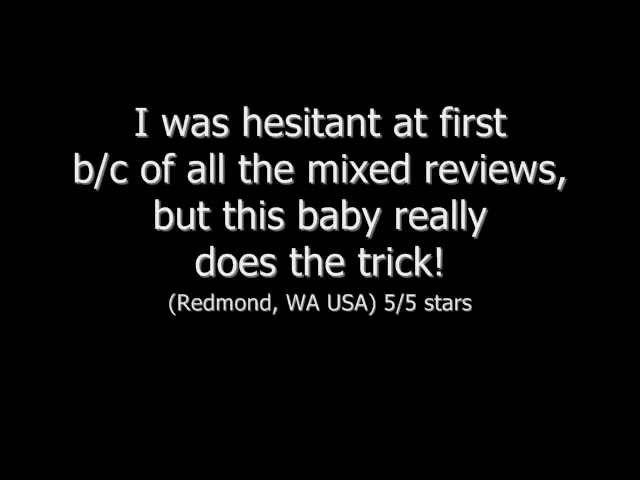 I was hesitant at first
b/c of all the mixed reviews,
but this baby really
does the trick!
(Redmond, WA USA) 5/5 stars